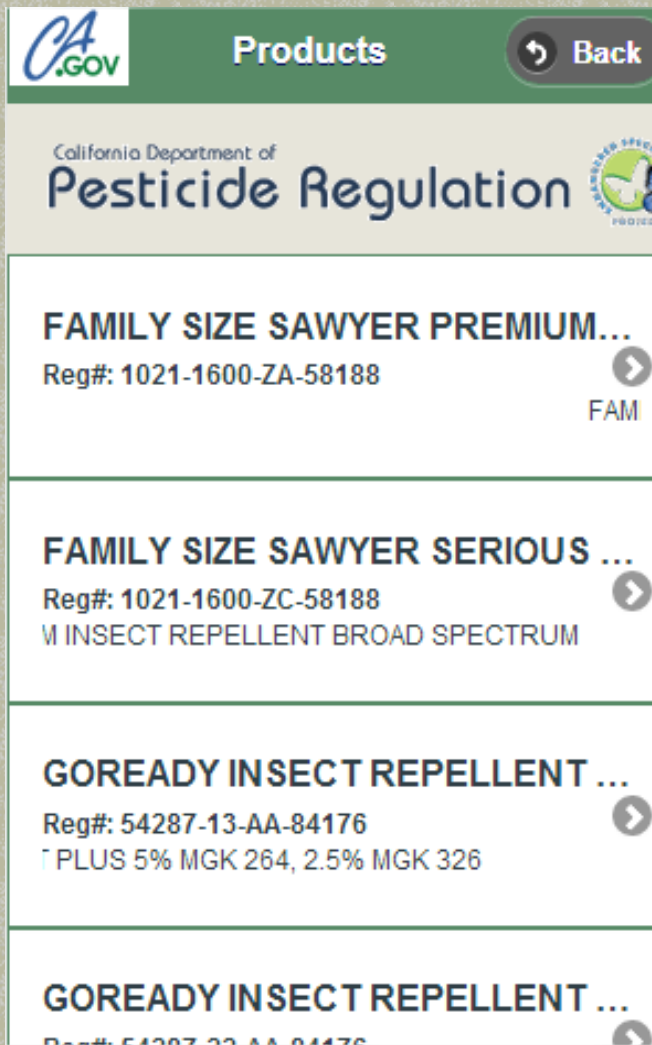 CA
.GOV
Products
Back
California Department of
Pesticide Regulation
FAMILY SIZE SAWYER PREMIUM...
Reg#: 1021-1600-ZA-58188
FAM
FAMILY SIZE SAWYER SERIOUS ...
Reg#: 1021-1600-ZC-58188
M INSECT REPELLENT BROAD SPECTRUM
GOREADY INSECT REPELLENT ...
Reg#: 54287-13-AA-84176
PLUS 5% MGK 264, 2.5% MGK 326
GOREADY INSECT REPELLENT ...
Reg#: